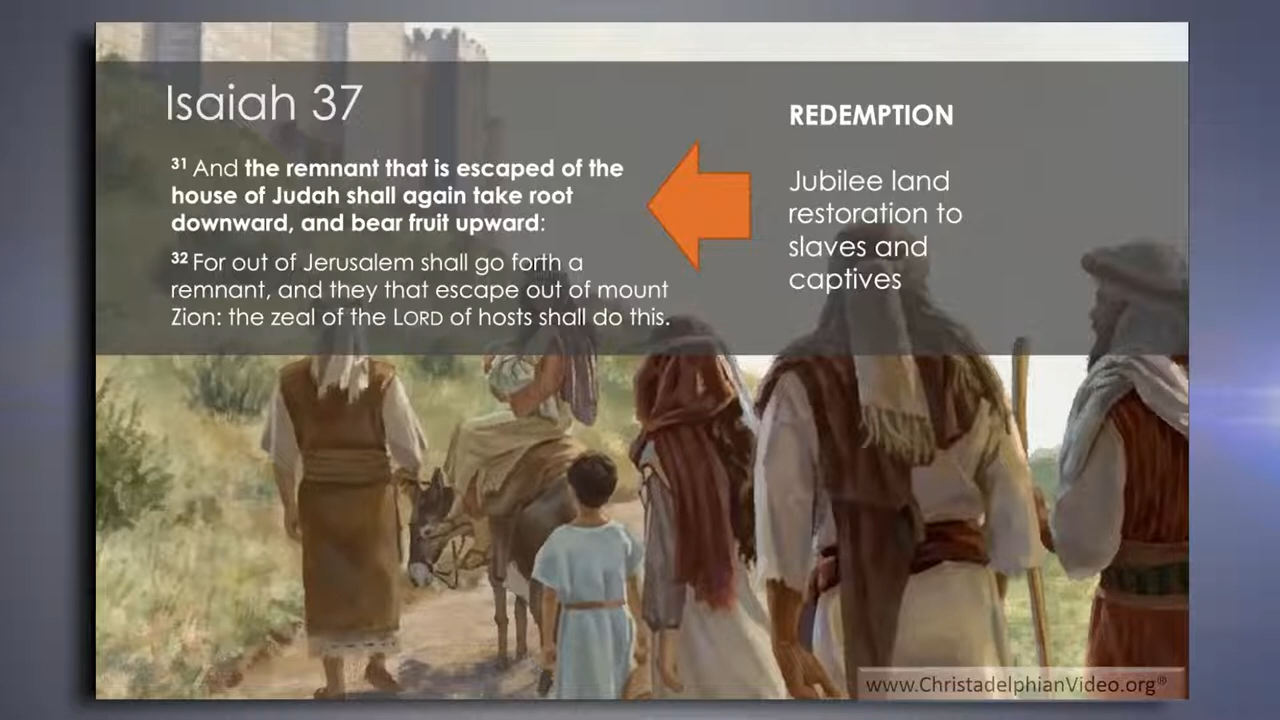 Isaiah 37
31 And the remnant that is escaped of the
house of Judah shall again take root
downward, and bear fruit upward:
32 For out of Jerusalem shall go forth a
remnant, and they that escape out of mount
Zion: the zeal of the LORD of hosts shall do this.
REDEMPTION
Jubilee land
restoration to
slaves and
captives
www.ChristadelphianVideo.org®